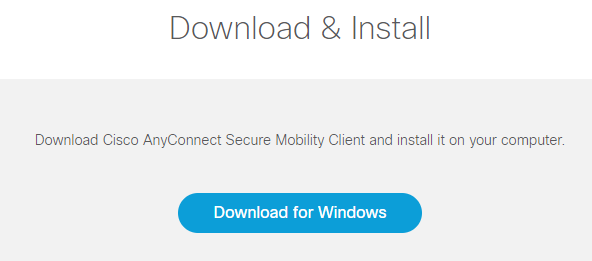 Download & Install
Download Cisco AnyConnect Secure Mobility Client and install it on your computer.
Download for Windows